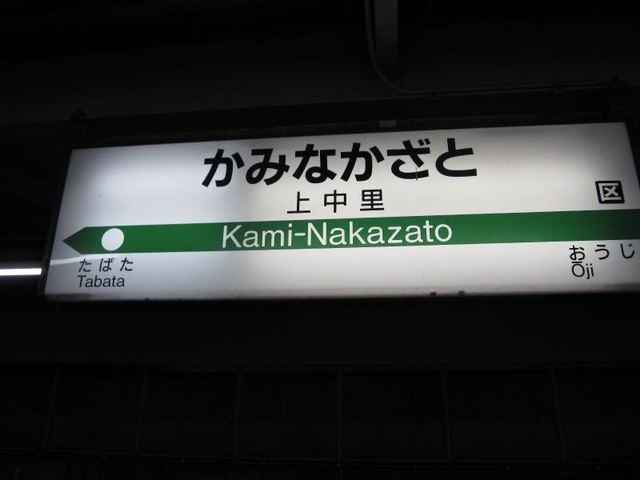 かみなかざと
上中里
区
Kami-Nakazato
たばた
Tabata
おうじ
Ōji